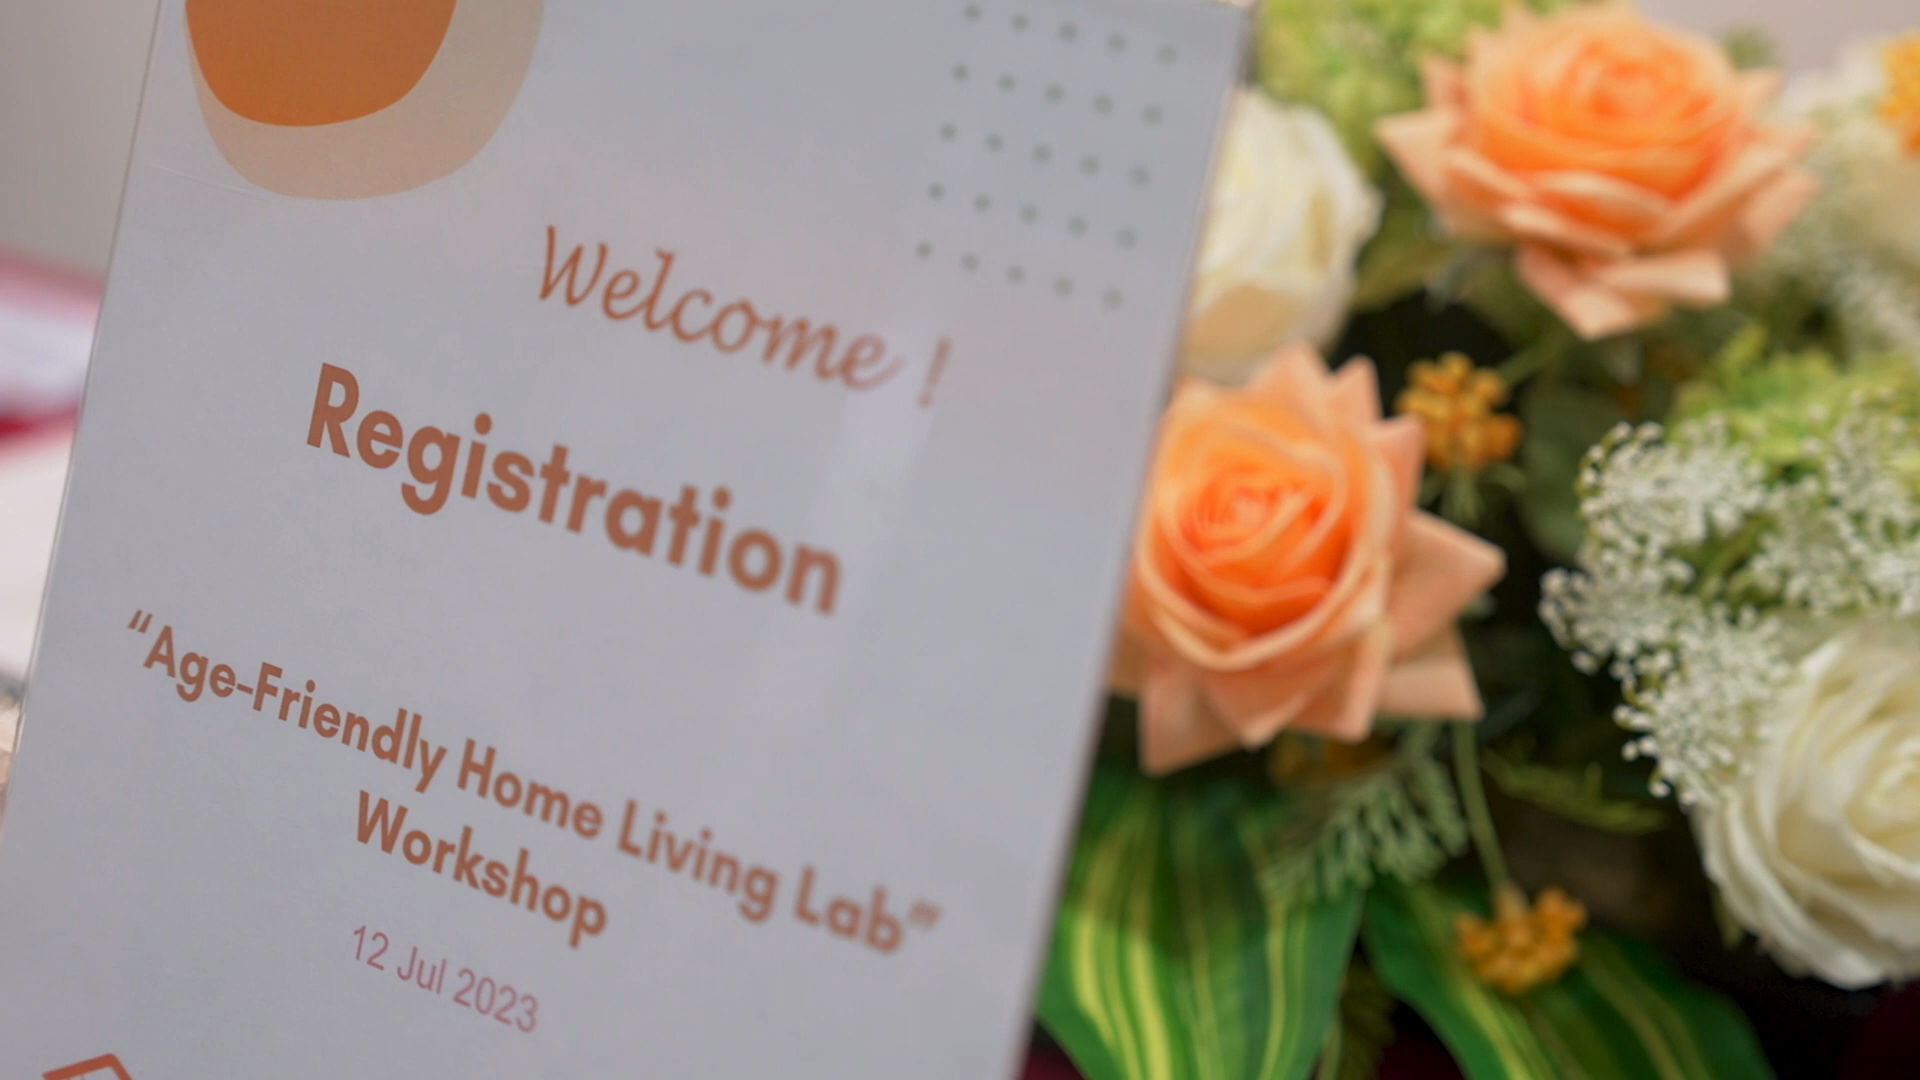 Welcome !
Registration
“Age-Friendly Home Living Lab”
Workshop
12 Jul 2023